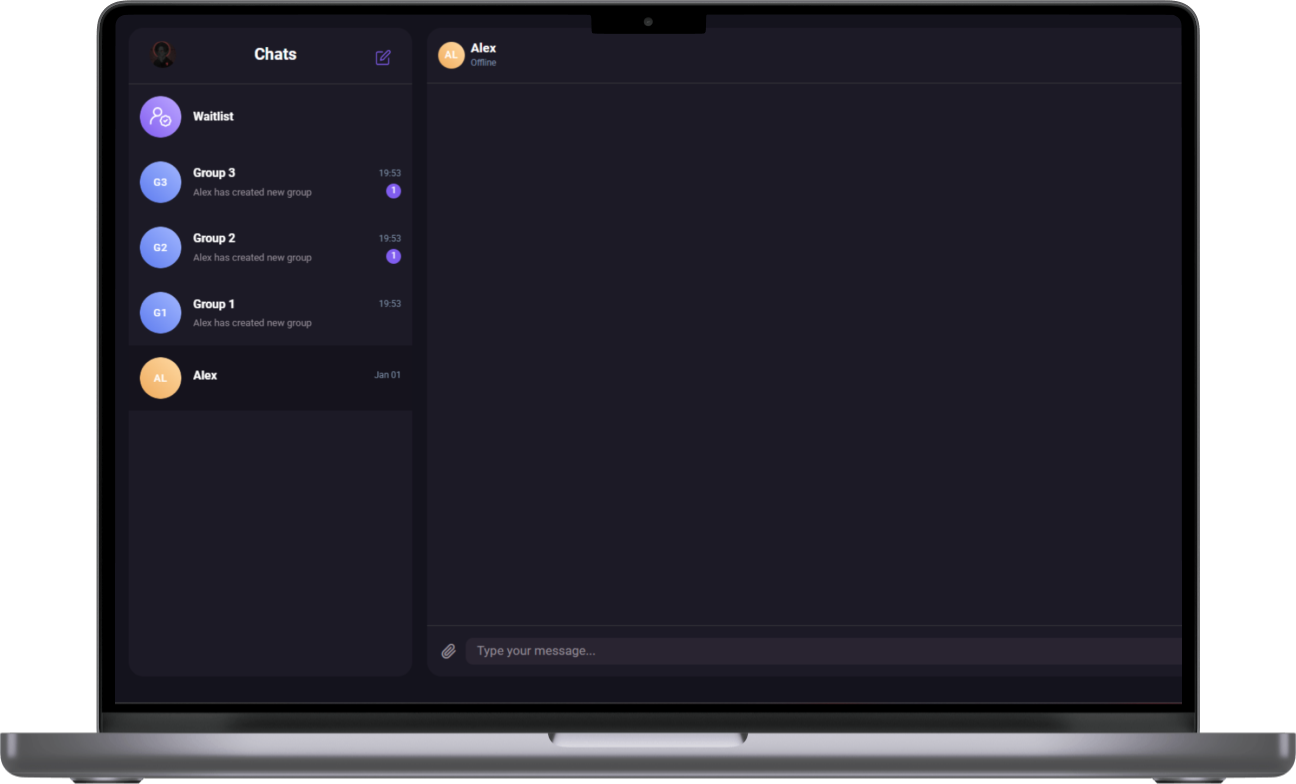 Chats
Waitlist
G3
Group 3
19:53
Alex has created new group
1
G2
Group 2
19:53
Alex has created new group
1
G1
Group 1
19:53
Alex has created new group
AL
Alex
Jan 01
AL
Alex
Offline
Type your message...